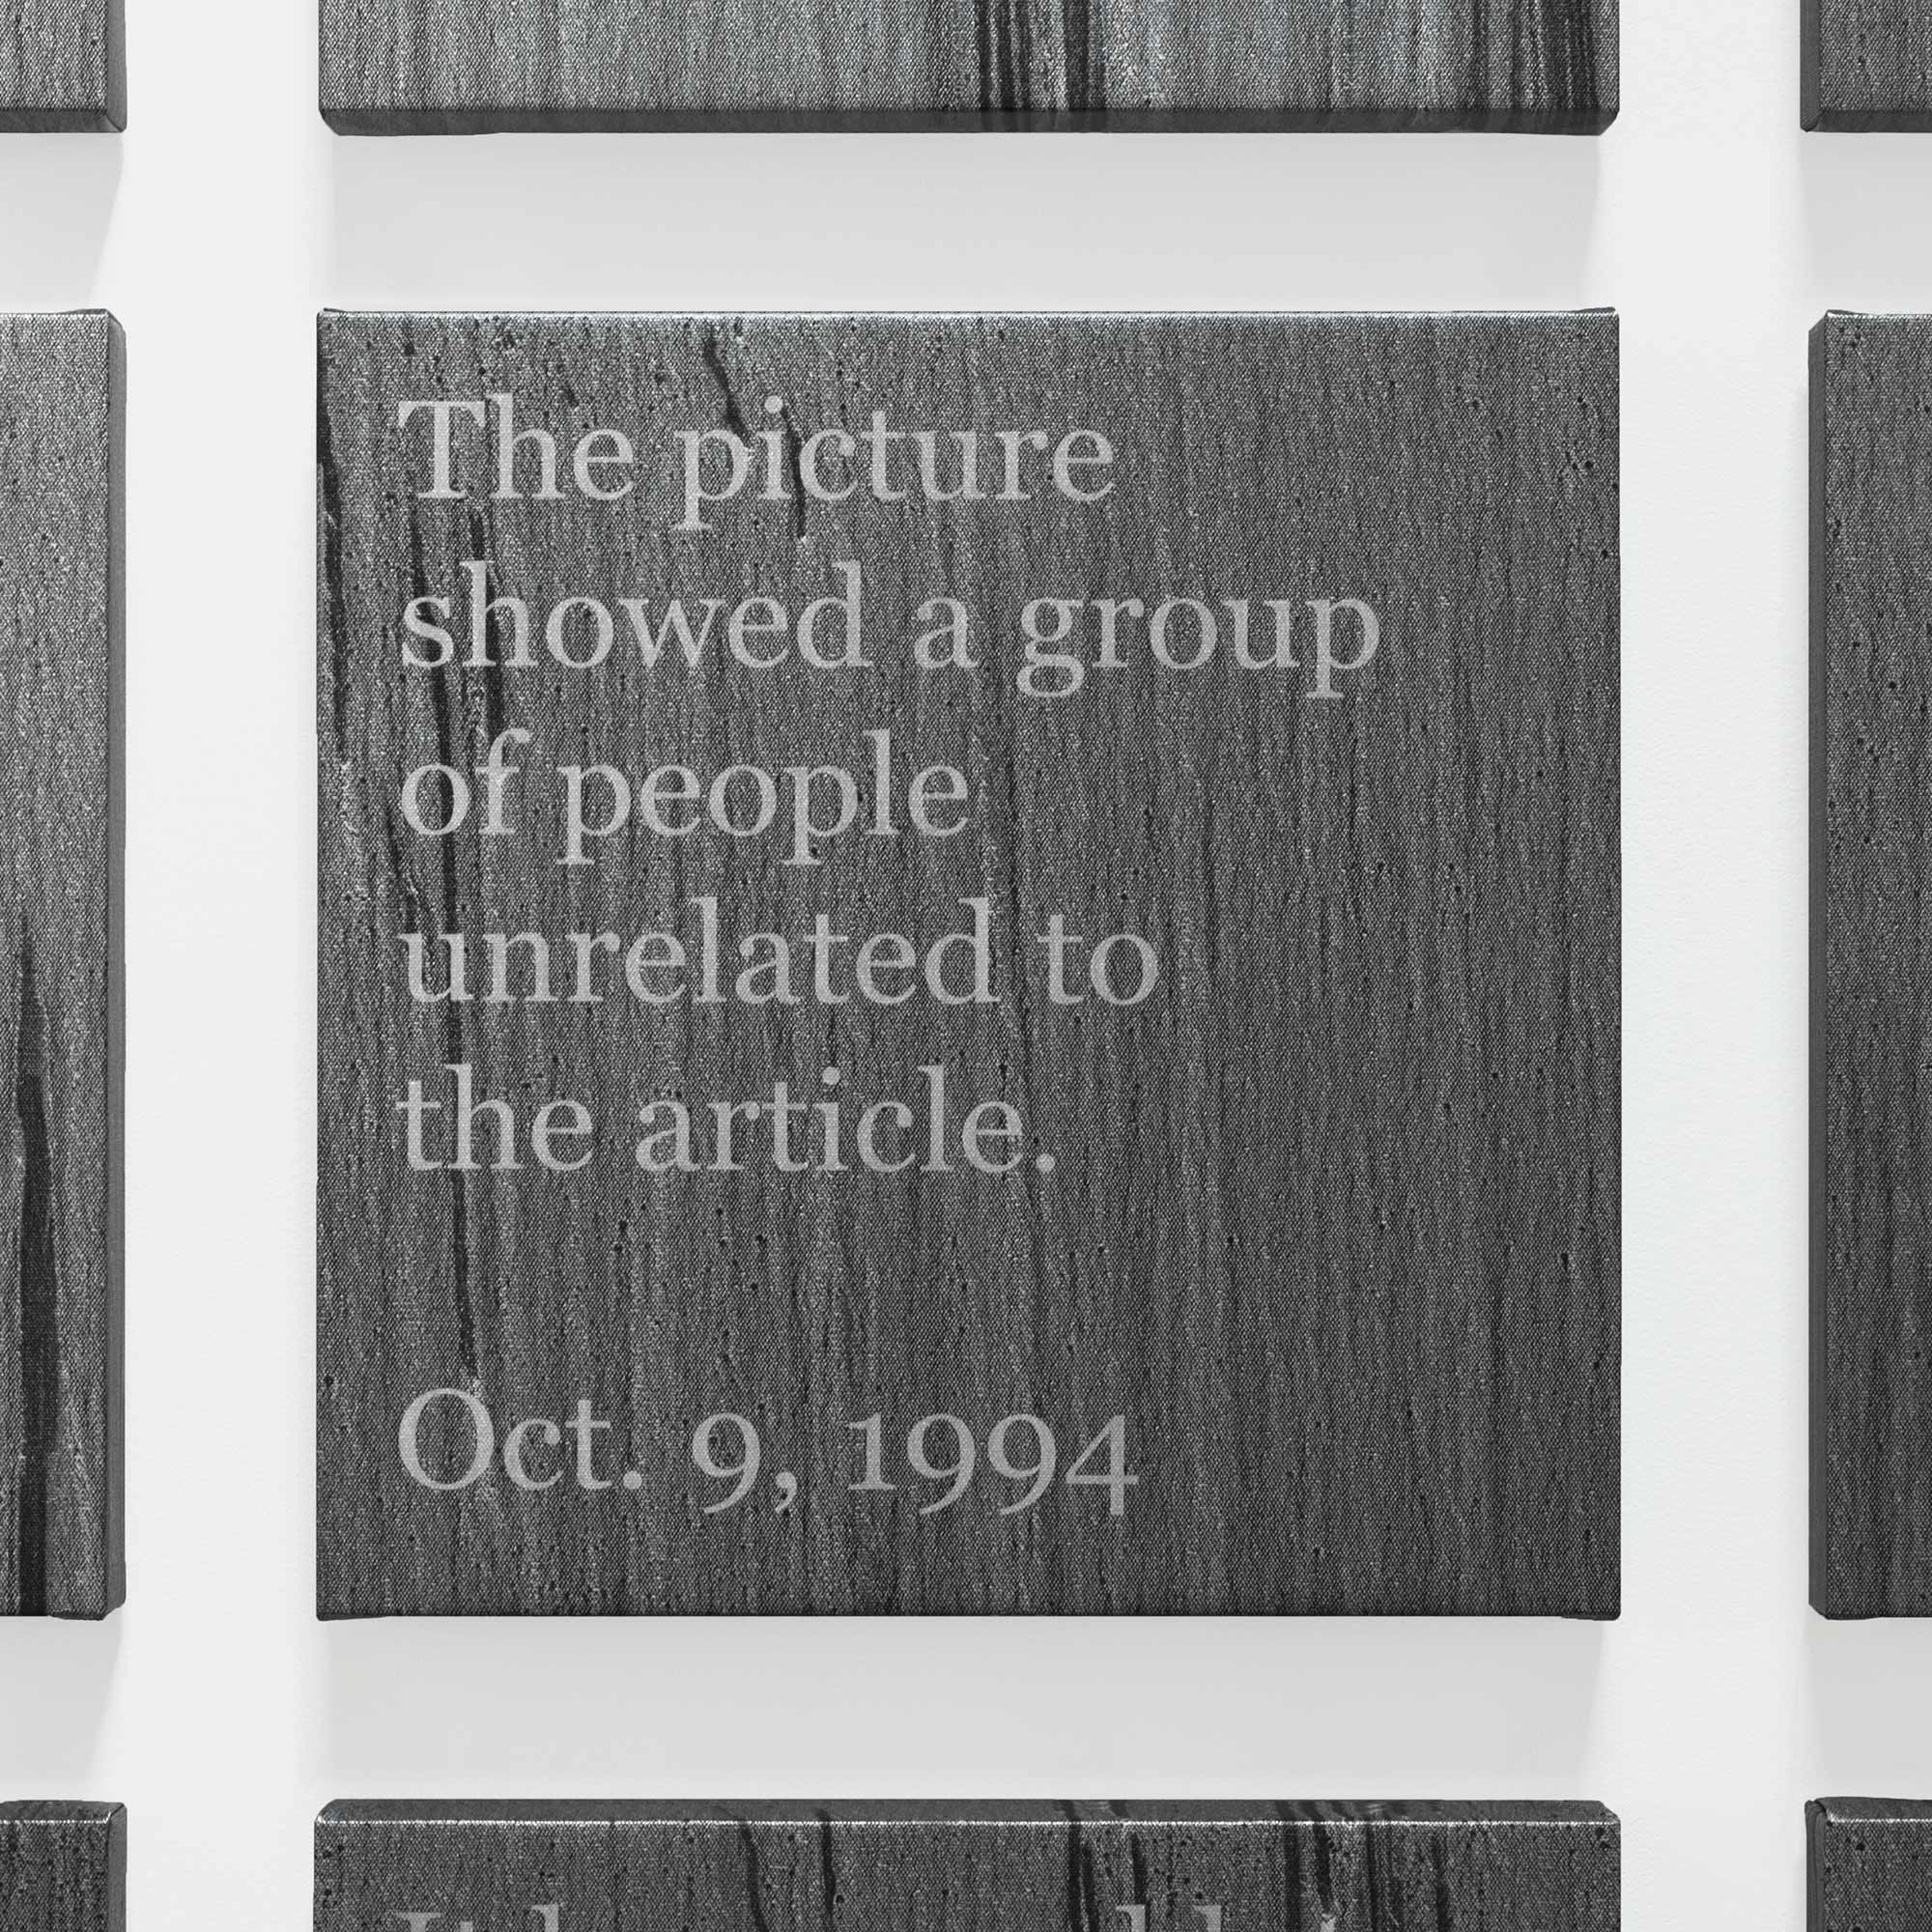 The picture
showed a group
of people
unrelated to
the article.
Oct. 9, 1994